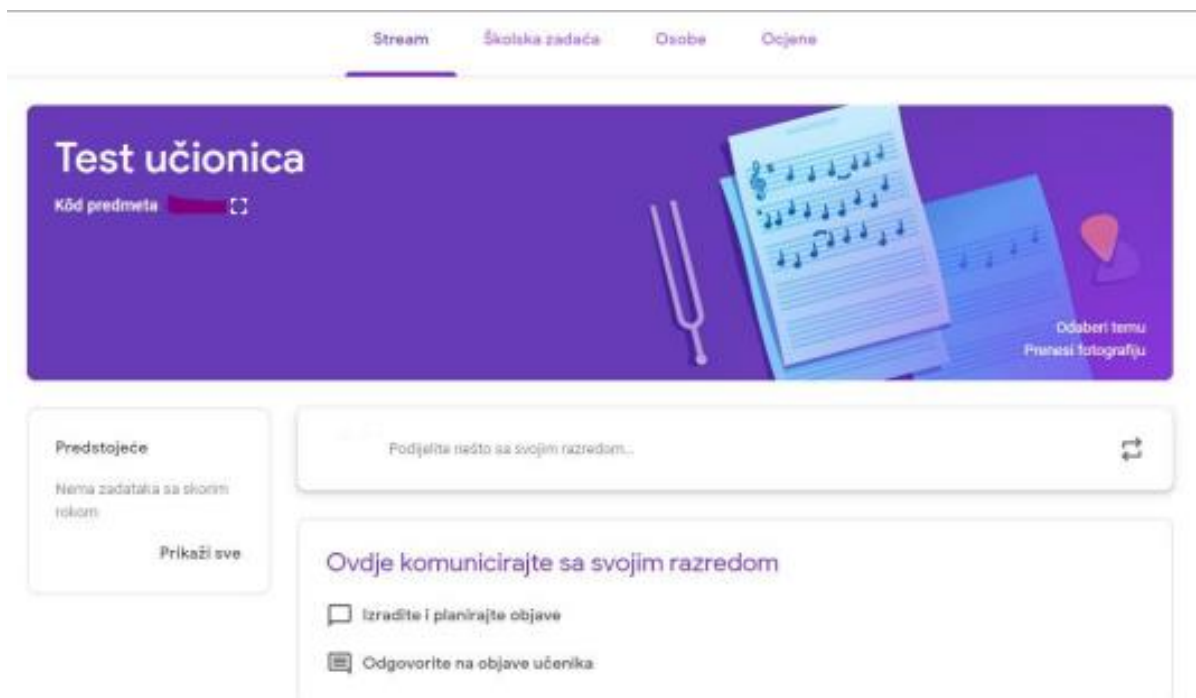 Stream Školska zadaća Osobe Ocjene
Test učionica
Kôd predmeta
Odaberi temu
Prenesi fotografiju
Predstojeće
Nema zadataka sa skorim
rokom
Prikaži sve
Podijelite nešto sa svojim razredom...
Ovdje komunicirajte sa svojim razredom
Izradite i planirajte objave
Odgovorite na objave učenika